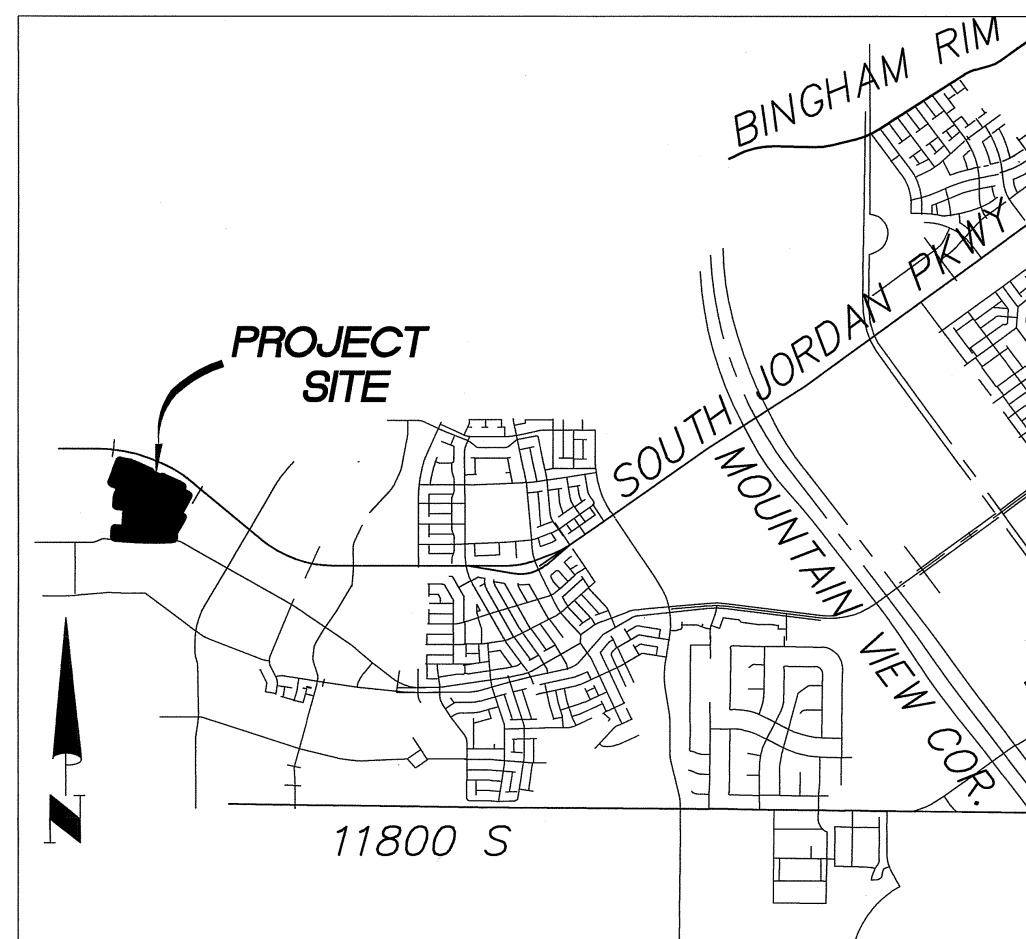 BINGHAM RIM
SOUTH JORDAN PKWY
PROJECT
SITE
MOUNTAIN VIEW COR.
11800 S
N